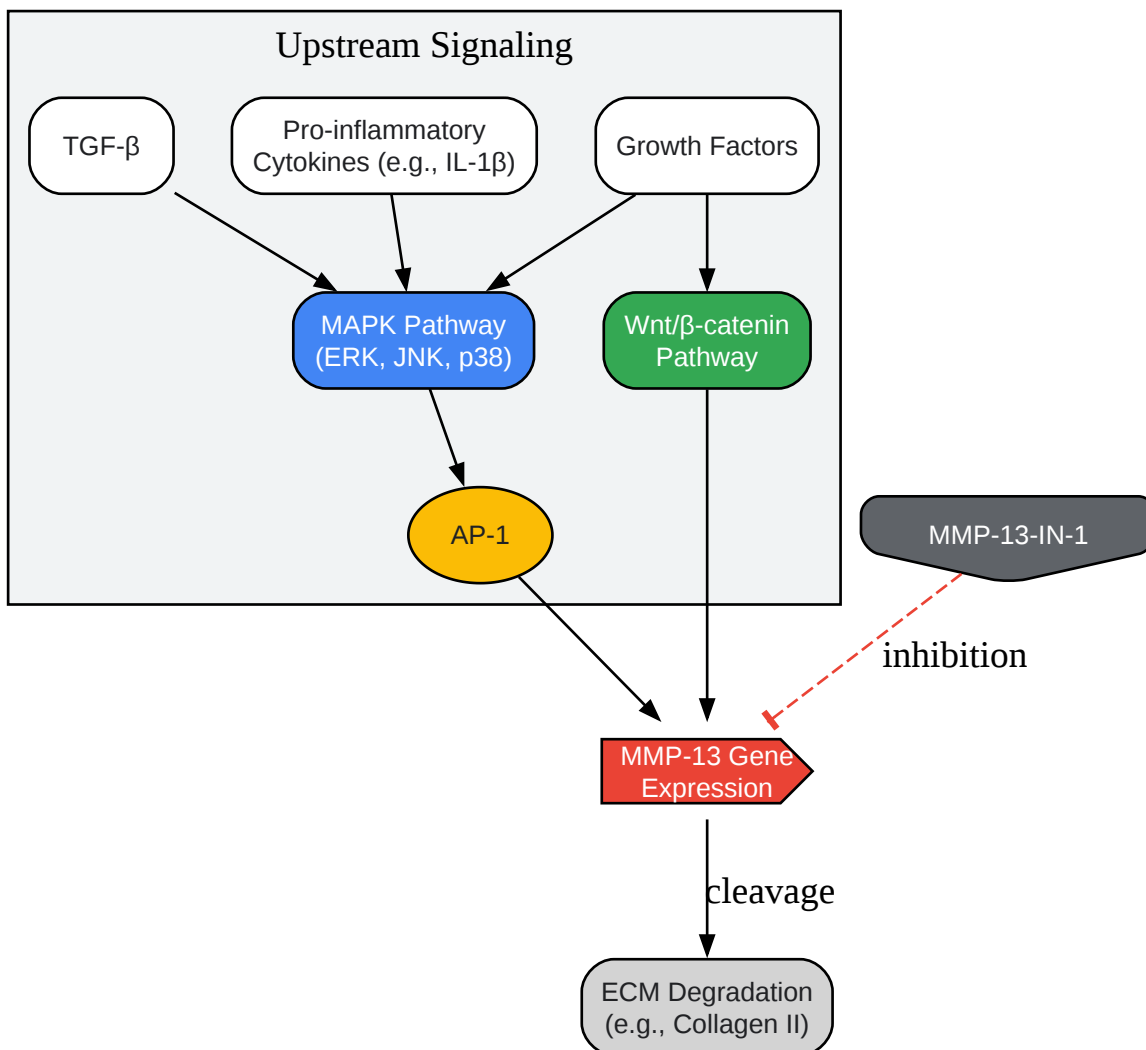 Upstream Signaling
TGF-β
Pro-inflammatory
Cytokines (e.g., IL-1β)
Growth Factors
MAPK Pathway
(ERK, JNK, p38)
Wnt/β-catenin
Pathway
AP-1
MMP-13-IN-1
inhibition
MMP-13 Gene
Expression
cleavage
ECM Degradation
(e.g., Collagen II)